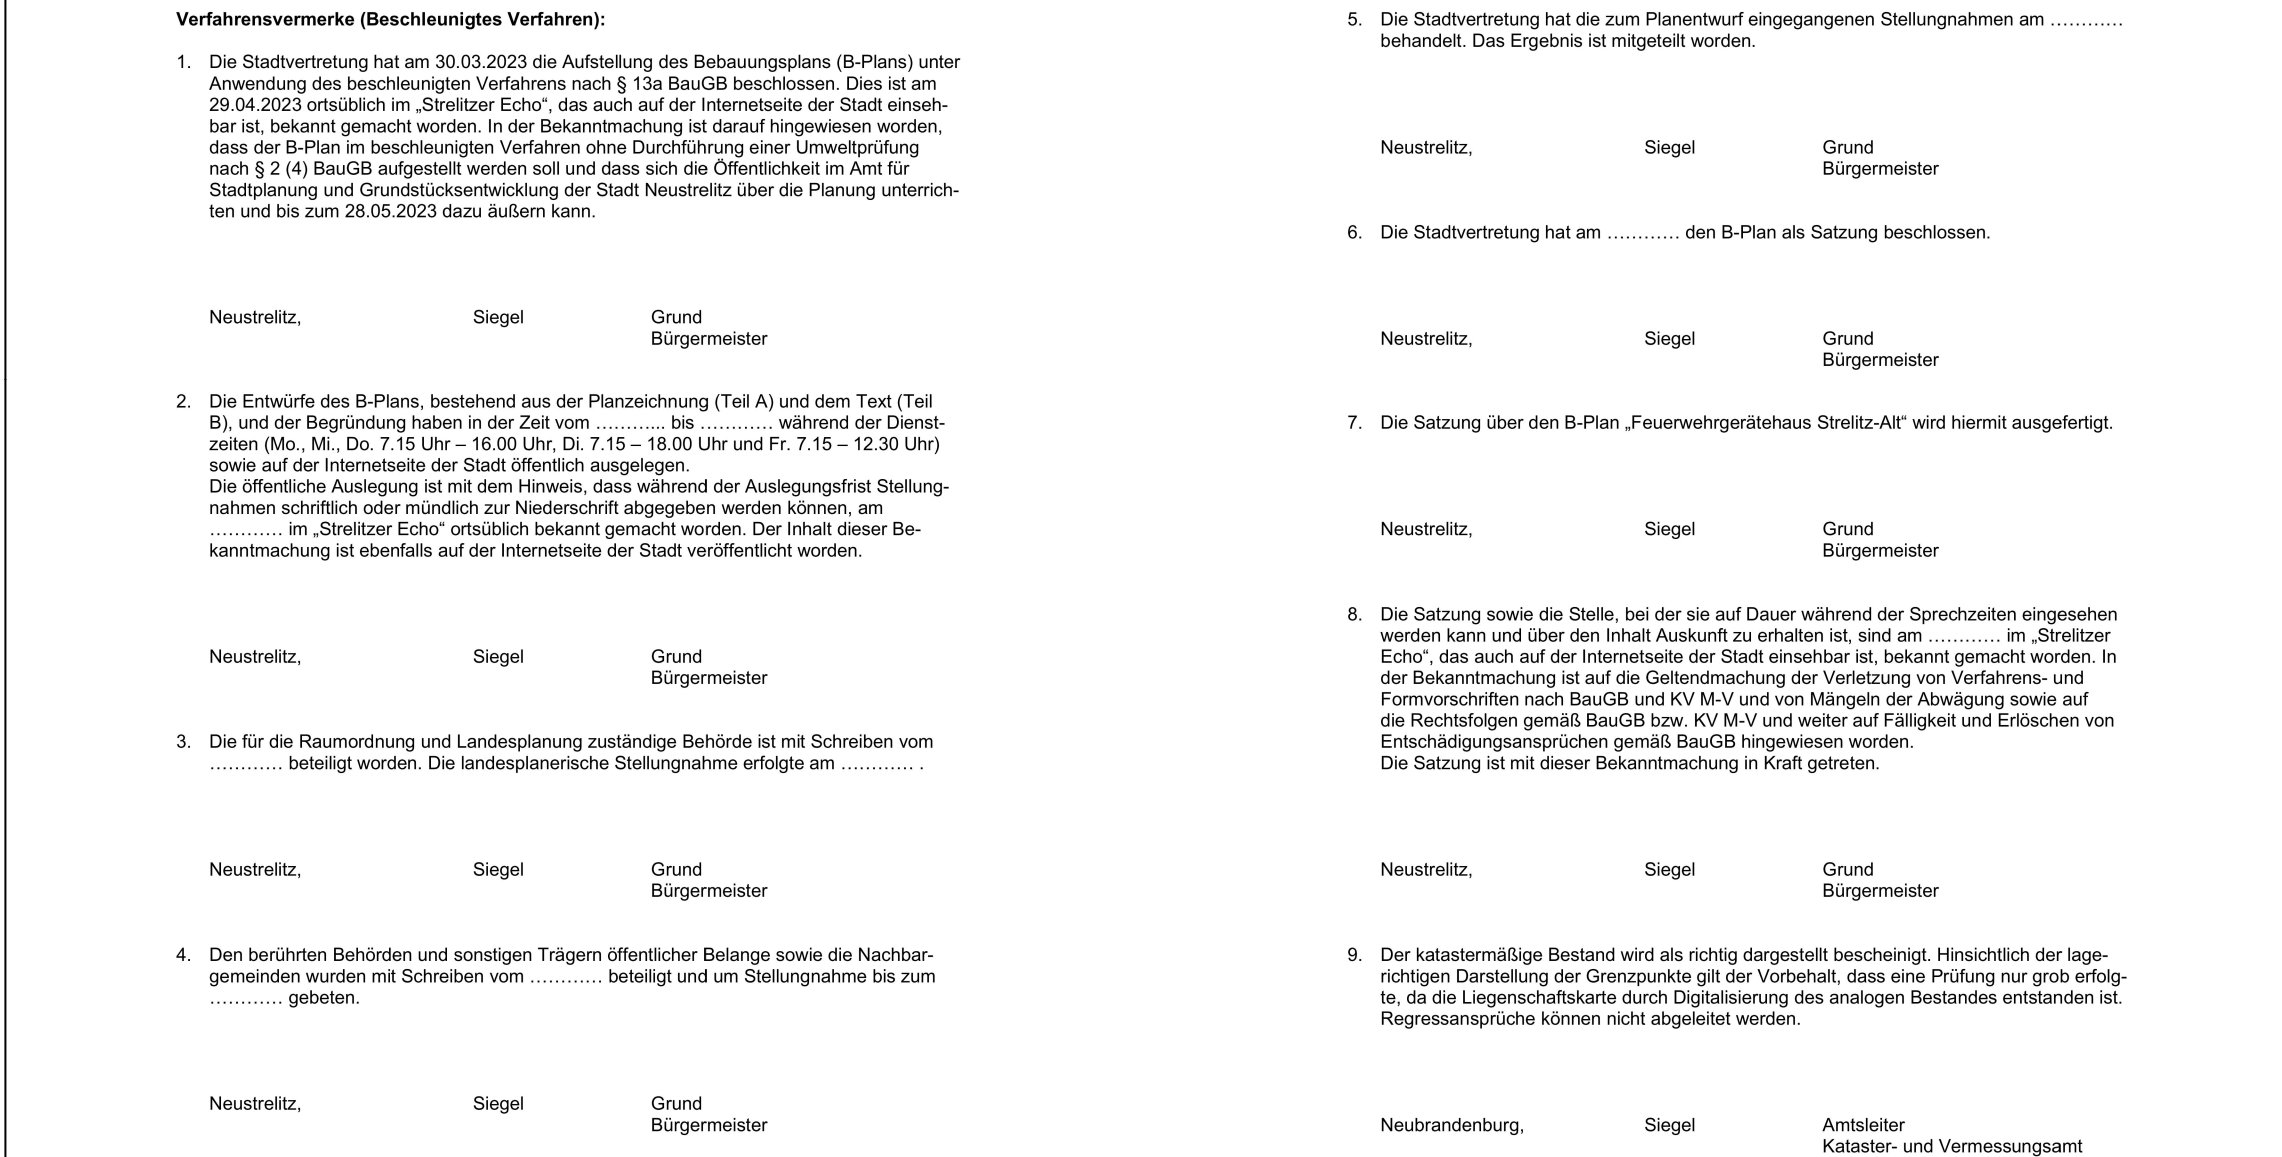 Verfahrensvermerke (Beschleunigtes Verfahren):
1. Die Stadtvertretung hat am 30.03.2023 die Aufstellung des Bebauungsplans (B-Plans) unter
Anwendung des beschleunigten Verfahrens nach § 13a BauGB beschlossen. Dies ist am
29.04.2023 ortsüblich im „Strelitzer Echo“, das auch auf der Internetseite der Stadt einseh-
bar ist, bekannt gemacht worden. In der Bekanntmachung ist darauf hingewiesen worden,
dass der B-Plan im beschleunigten Verfahren ohne Durchführung einer Umweltprüfung
nach § 2 (4) BauGB aufgestellt werden soll und dass sich die Öffentlichkeit im Amt für
Stadtplanung und Grundstücksentwicklung der Stadt Neustrelitz über die Planung unterrich-
ten und bis zum 28.05.2023 dazu äußern kann.
Neustrelitz, Siegel Grund
Bürgermeister
2. Die Entwürfe des B-Plans, bestehend aus der Planzeichnung (Teil A) und dem Text (Teil
B), und der Begründung haben in der Zeit vom ………... bis ………… während der Dienst-
zeiten (Mo., Mi., Do. 7.15 Uhr – 16.00 Uhr, Di. 7.15 – 18.00 Uhr und Fr. 7.15 – 12.30 Uhr)
sowie auf der Internetseite der Stadt öffentlich ausgelegen.
Die öffentliche Auslegung ist mit dem Hinweis, dass während der Auslegungsfrist Stellung-
nahmen schriftlich oder mündlich zur Niederschrift abgegeben werden können, am
………… im „Strelitzer Echo“ ortsüblich bekannt gemacht worden. Der Inhalt dieser Be-
kanntmachung ist ebenfalls auf der Internetseite der Stadt veröffentlicht worden.
Neustrelitz, Siegel Grund
Bürgermeister
3. Die für die Raumordnung und Landesplanung zuständige Behörde ist mit Schreiben vom
………… beteiligt worden. Die landesplanerische Stellungnahme erfolgte am ………… .
Neustrelitz, Siegel Grund
Bürgermeister
4. Den berührten Behörden und sonstigen Trägern öffentlicher Belange sowie die Nachbar-
gemeinden wurden mit Schreiben vom ………… beteiligt und um Stellungnahme bis zum
………… gebeten.
Neustrelitz, Siegel Grund
Bürgermeister
5. Die Stadtvertretung hat die zum Planentwurf eingegangenen Stellungnahmen am …………
behandelt. Das Ergebnis ist mitgeteilt worden.
Neustrelitz, Siegel Grund
Bürgermeister
6. Die Stadtvertretung hat am ………… den B-Plan als Satzung beschlossen.
Neustrelitz, Siegel Grund
Bürgermeister
7. Die Satzung über den B-Plan „Feuerwehrgerätehaus Strelitz-Alt“ wird hiermit ausgefertigt.
Neustrelitz, Siegel Grund
Bürgermeister
8. Die Satzung sowie die Stelle, bei der sie auf Dauer während der Sprechzeiten eingesehen
werden kann und über den Inhalt Auskunft zu erhalten ist, sind am ………… im „Strelitzer
Echo“, das auch auf der Internetseite der Stadt einsehbar ist, bekannt gemacht worden. In
der Bekanntmachung ist auf die Geltendmachung der Verletzung von Verfahrens- und
Formvorschriften nach BauGB und KV M-V und von Mängeln der Abwägung sowie auf
die Rechtsfolgen gemäß BauGB bzw. KV M-V und weiter auf Fälligkeit und Erlöschen von
Entschädigungsansprüchen gemäß BauGB hingewiesen worden.
Die Satzung ist mit dieser Bekanntmachung in Kraft getreten.
Neustrelitz, Siegel Grund
Bürgermeister
9. Der katastermäßige Bestand wird als richtig dargestellt bescheinigt. Hinsichtlich der lage-
richtigen Darstellung der Grenzpunkte gilt der Vorbehalt, dass eine Prüfung nur grob erfolg-
te, da die Liegenschaftskarte durch Digitalisierung des analogen Bestandes entstanden ist.
Regressansprüche können nicht abgeleitet werden.
Neubrandenburg, Siegel Amtsleiter
Kataster- und Vermessungsamt